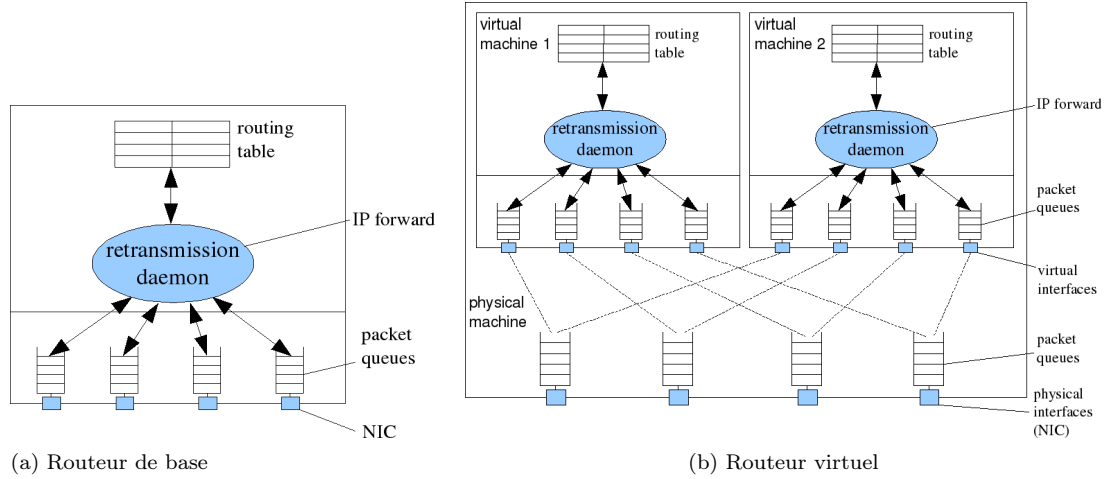 routing
table
retransmission
daemon
IP forward
packet
queues
NIC
(a) Routeur de base
virtual
machine 1
routing
table
retransmission
daemon
virtual
machine 2
routing
table
retransmission
daemon
IP forward
packet
queues
virtual
interfaces
physical
machine
packet
queues
physical
interfaces
(NIC)
(b) Routeur virtuel